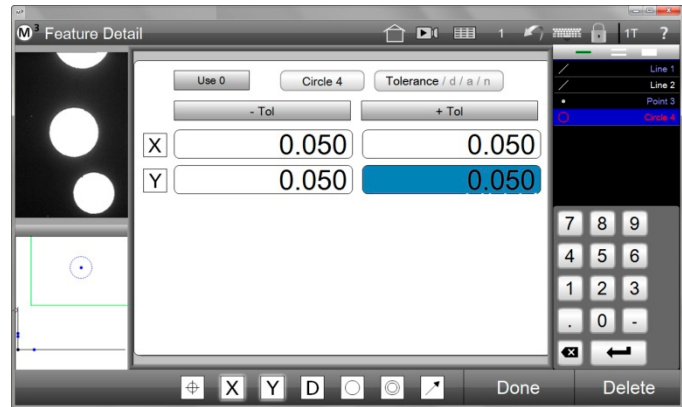 M³ Feature Detail
1
1T
?
Use 0
Circle 4
Tolerance / d / a / n
- Tol
+ Tol
X 0.050 0.050
Y 0.050 0.050
Line 1
Line 2
Point 3
Circle 4
7 8 9
4 5 6
1 2 3
. 0 -
X Y D
Done
Delete